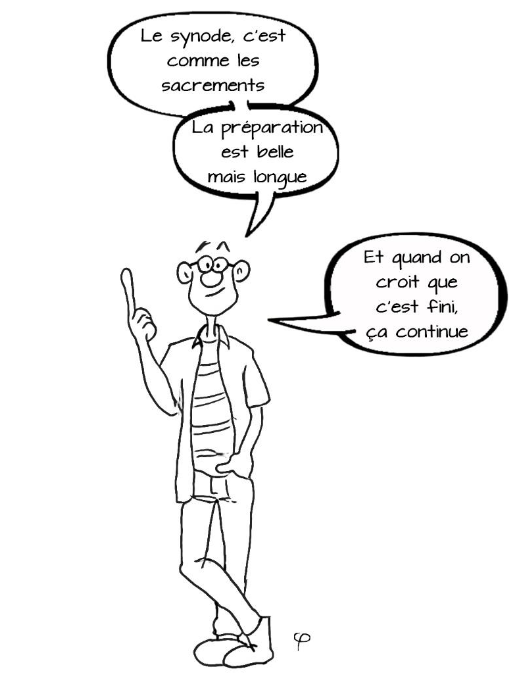 Le synode, c'est
comme les
sacrements
La préparation
est belle
mais longue
Et quand on
croit que
c'est fini,
ça continue
φ